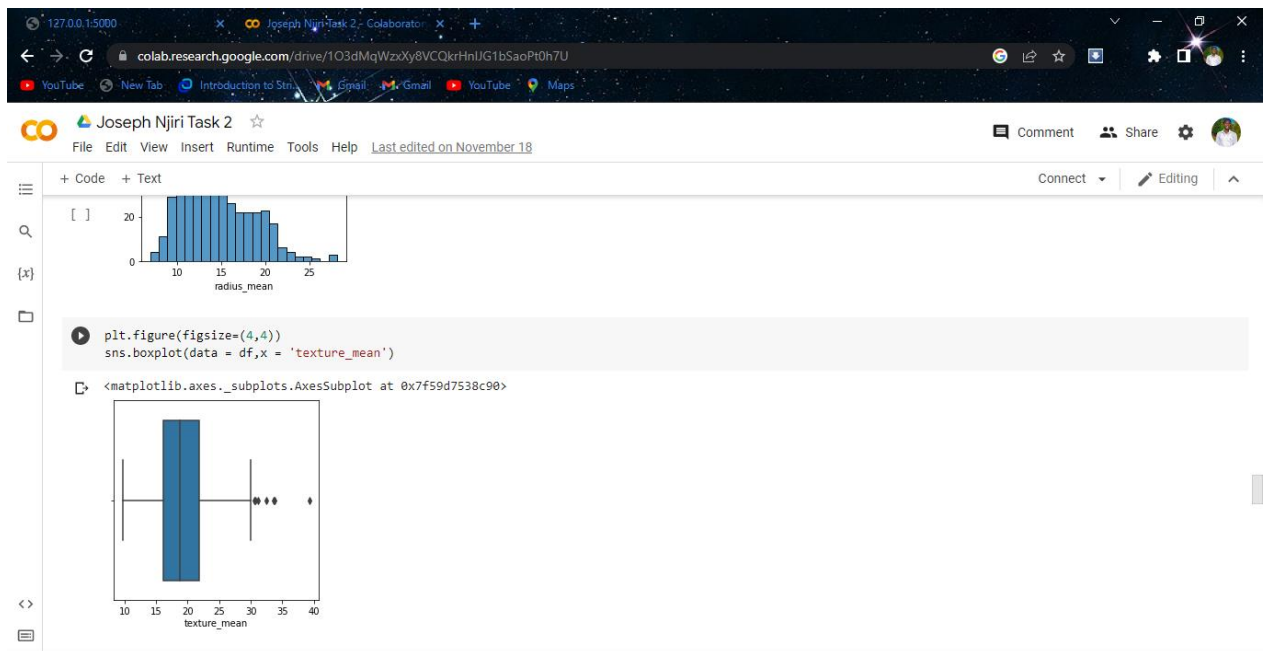 127.0.0.1:5000
Joseph Njiri Task 2 - Colaborator
colab.research.google.com/drive/1O3dMqWzxXy8VCQkrHnIJG1bSaoPt0h7U
YouTube New Tab Introduction to Stri... Gmail Gmail YouTube Maps
CO Joseph Njiri Task 2
Comment Share
File Edit View Insert Runtime Tools Help Last edited on November 18
+ Code + Text
Connect Editing
[ ]
20
0
10 15 20 25
radius_mean
{x}
plt.figure(figsize=(4,4))
sns.boxplot(data = df,x = 'texture_mean')
<matplotlib.axes._subplots.AxesSubplot at 0x7f59d7538c90>
10 15 20 25 30 35 40
texture_mean